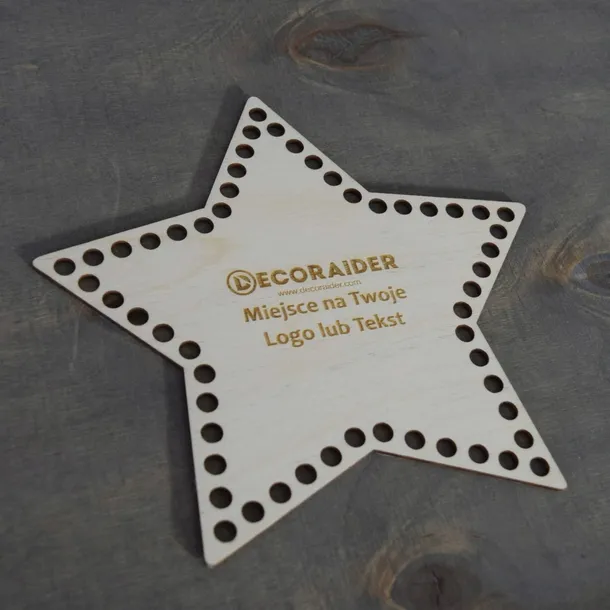 DECORAiDER
www.decoraider.com
Miejsce na Twoje
Logo lub Tekst